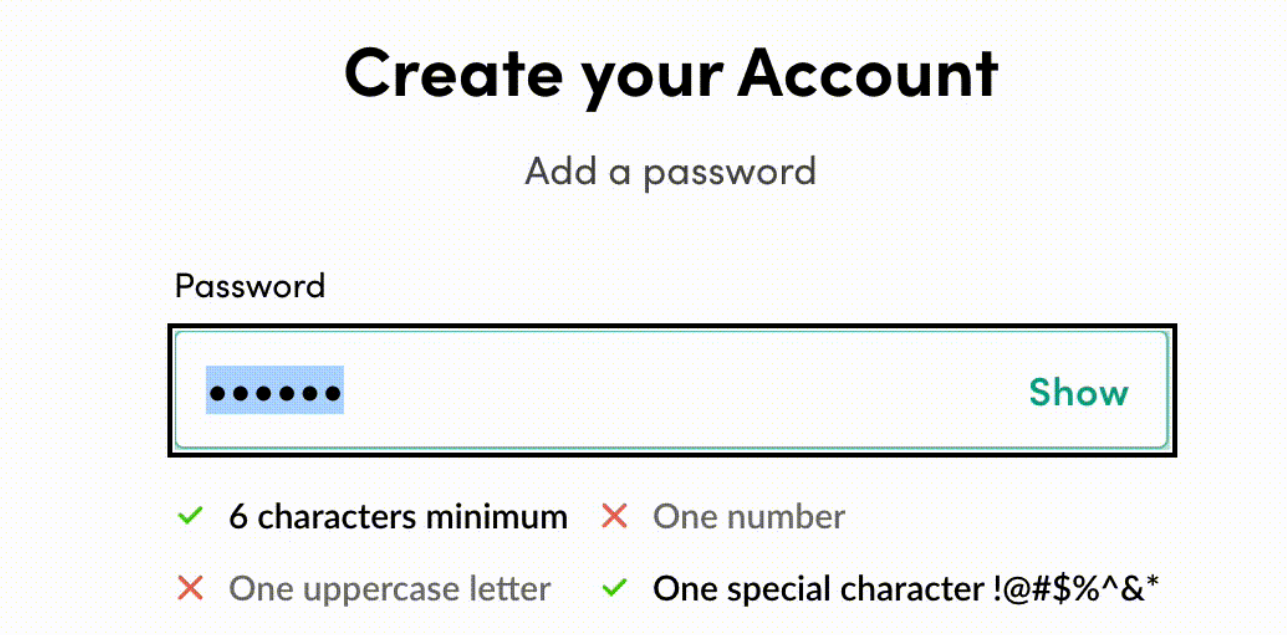 Create your Account
Add a password
Password
•••••• Show
6 characters minimum
One number
One uppercase letter
One special character !@#$%^&*